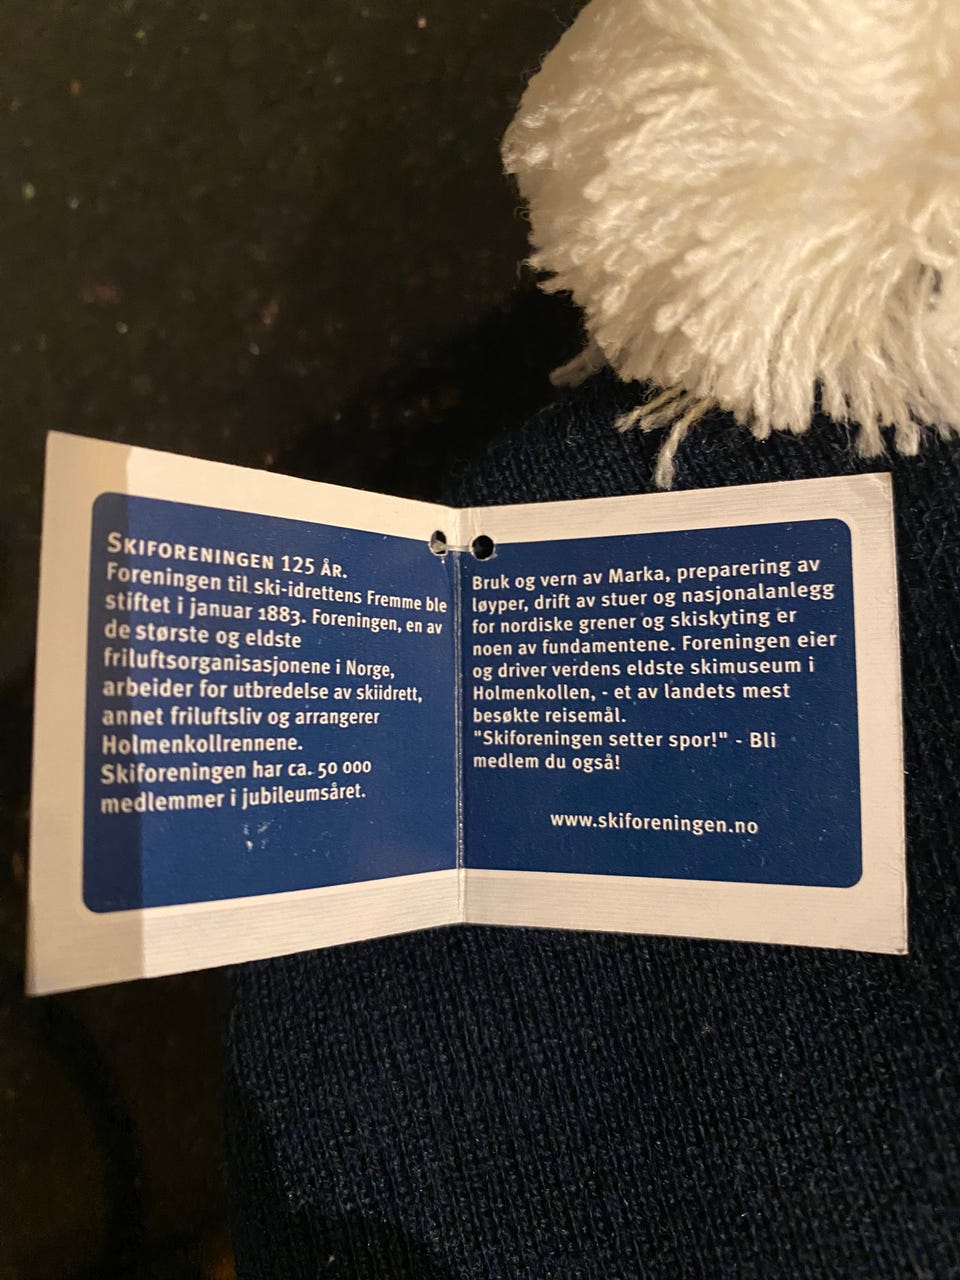 SKIFORENINGEN 125 ÅR.
Foreningen til ski-idrettens Fremme ble
stiftet i januar 1883. Foreningen, en av
de største og eldste
friluftsorganisasjonene i Norge,
arbeider for utbredelse av skiidrett,
annet friluftsliv og arrangerer
Holmenkollrennene.
Skiforeningen har ca. 50 000
medlemmer i jubileumsåret.
Bruk og vern av Marka, preparering av
løyper, drift av stuer og nasjonalanlegg
for nordiske grener og skiskyting er
noen av fundamentene. Foreningen eier
og driver verdens eldste skimuseum i
Holmenkollen, - et av landets mest
besøkte reisemål.
"Skiforeningen setter spor!" - Bli
medlem du også!
www.skiforeningen.no